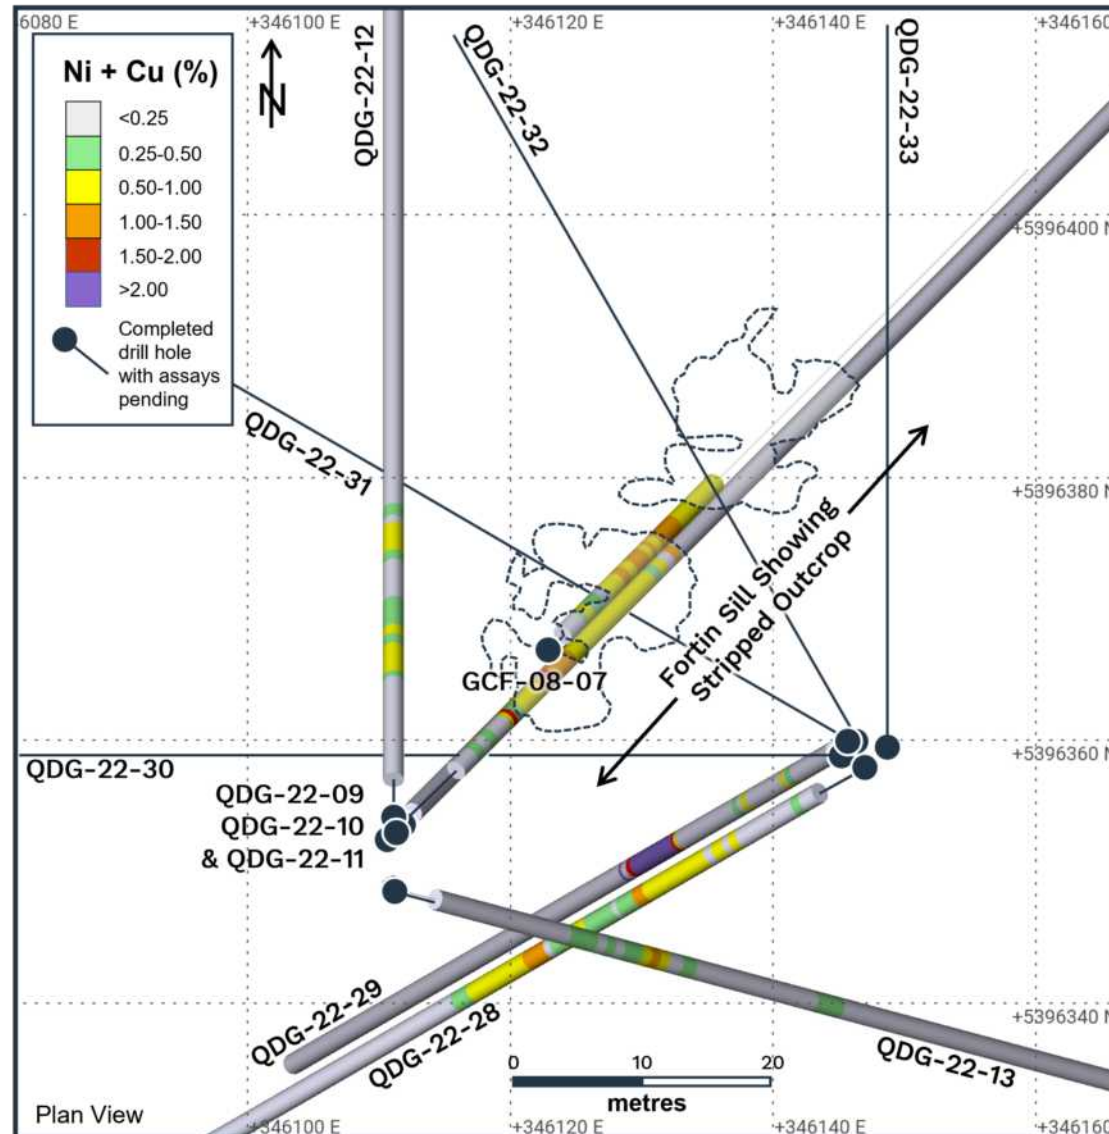 6080 E
+346100 E
+346120 E
+346140 E
+346160
Ni + Cu (%)
<0.25
0.25-0.50
0.50-1.00
1.00-1.50
1.50-2.00
>2.00
Completed
drill hole
with assays
pending
N
QDG-22-12
QDG-22-32
QDG-22-33
+5396400 N
QDG-22-31
+5396380 N
Fortin Sill Showing
Stripped Outcrop
GCF-08-07
+5396360 N
QDG-22-30
QDG-22-09
QDG-22-10
& QDG-22-11
QDG-22-29
QDG-22-28
QDG-22-13
+5396340 N
0 10 20
metres
Plan View
+346100 E
+346120 E
+346140 E
+346160